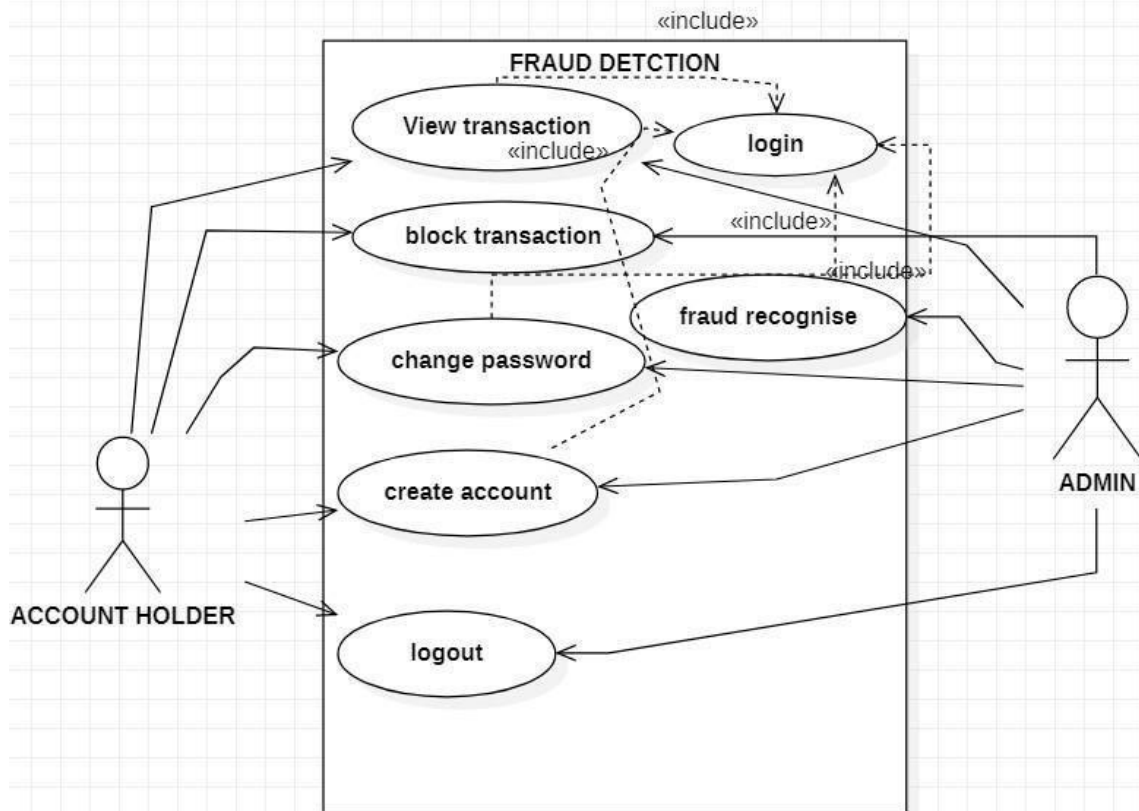 «include»
FRAUD DETCTION
View transaction
login
«include»
block transaction
«include»
«include»
fraud recognise
change password
create account
ADMIN
ACCOUNT HOLDER
logout